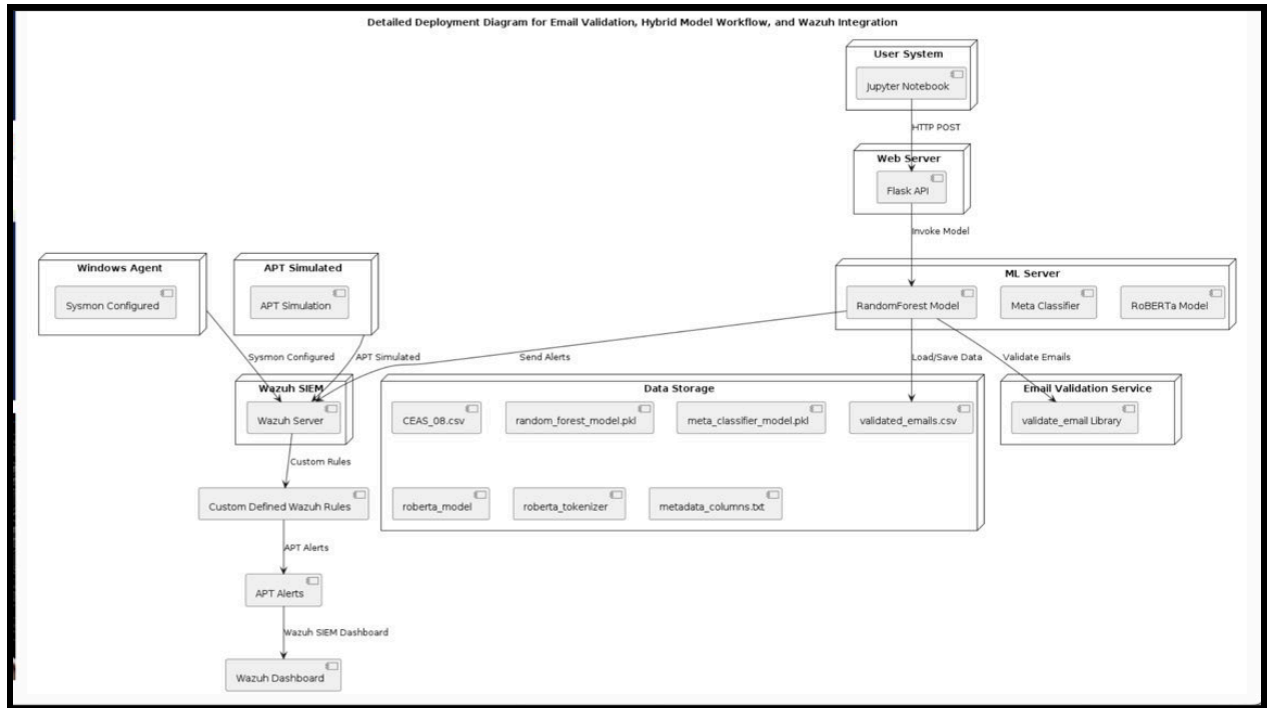 Detailed Deployment Diagram for Email Validation, Hybrid Model Workflow, and Wazuh Integration
User System
Jupyter Notebook
HTTP POST
Web Server
Flask API
Invoke Model
Windows Agent
Sysmon Configured
APT Simulated
APT Simulation
ML Server
RandomForest Model
Meta Classifier
RoBERTa Model
Sysmon Configured
APT Simulated
Send Alerts
Load/Save Data
Validate Emails
Wazuh SIEM
Wazuh Server
Data Storage
CEAS_08.csv
random_forest_model.pkl
meta_classifier_model.pkl
validated_emails.csv
Email Validation Service
validate_email Library
Custom Rules
roberta_model
roberta_tokenizer
metadata_columns.txt
Custom Defined Wazuh Rules
APT Alerts
APT Alerts
Wazuh SIEM Dashboard
Wazuh Dashboard